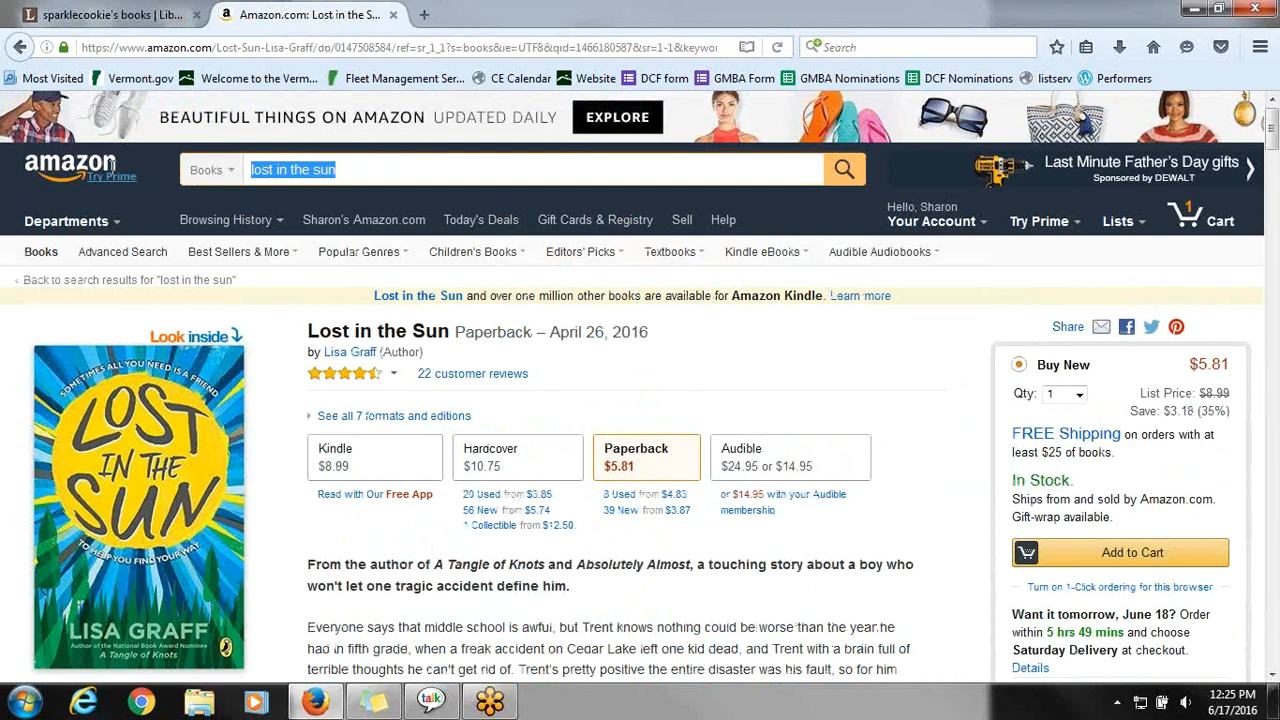 sparklecookie's books | Lib...
Amazon.com: Lost in the S...
https://www.amazon.com/Lost-Sun-Lisa-Graff/dp/0147508584/ref=sr_1_1?s=books&ie=UTF8&qid=1466180587&sr=1-1&keywor
Search
Most Visited
Vermont.gov
Welcome to the Verm...
Fleet Management Ser...
CE Calendar
Website
DCF form
GMBA Form
GMBA Nominations
DCF Nominations
listserv
Performers
BEAUTIFUL THINGS ON AMAZON UPDATED DAILY
EXPLORE
amazon
Try Prime
Books
lost in the sun
Last Minute Father's Day gifts
Sponsored by DEWALT
Departments
Browsing History
Sharon's Amazon.com
Today's Deals
Gift Cards & Registry
Sell
Help
Hello, Sharon
Your Account
Try Prime
Lists
1
Cart
Books
Advanced Search
Best Sellers & More
Popular Genres
Children's Books
Editors' Picks
Textbooks
Kindle eBooks
Audible Audiobooks
‹ Back to search results for "lost in the sun"
Lost in the Sun and over one million other books are available for Amazon Kindle. Learn more
Look inside
SOMETIMES ALL YOU NEED IS A FRIEND
LOST
IN THE
SUN
TO HELP YOU FIND YOUR WAY.
LISA GRAFF
Author of the National Book Award Nominee
A Tangle of Knots
Lost in the Sun Paperback – April 26, 2016
by Lisa Graff (Author)
22 customer reviews
See all 7 formats and editions
Kindle
$8.99
Hardcover
$10.75
Paperback
$5.81
Audible
$24.95 or $14.95
Read with Our Free App
29 Used from $3.85
56 New from $5.74
1 Collectible from $12.50
8 Used from $4.83
39 New from $3.87
or $14.95 with your Audible
membership
From the author of A Tangle of Knots and Absolutely Almost, a touching story about a boy who
won't let one tragic accident define him.
Everyone says that middle school is awful, but Trent knows nothing could be worse than the year he
had in fifth grade, when a freak accident on Cedar Lake left one kid dead, and Trent with a brain full of
terrible thoughts he can't get rid of. Trent's pretty positive the entire disaster was his fault, so for him
Share
Buy New
$5.81
Qty: 1
List Price: $8.99
Save: $3.18 (35%)
FREE Shipping on orders with at
least $25 of books.
In Stock.
Ships from and sold by Amazon.com.
Gift-wrap available.
Add to Cart
Turn on 1-Click ordering for this browser
Want it tomorrow, June 18? Order
within 5 hrs 49 mins and choose
Saturday Delivery at checkout.
Details
talk
12:25 PM
6/17/2016